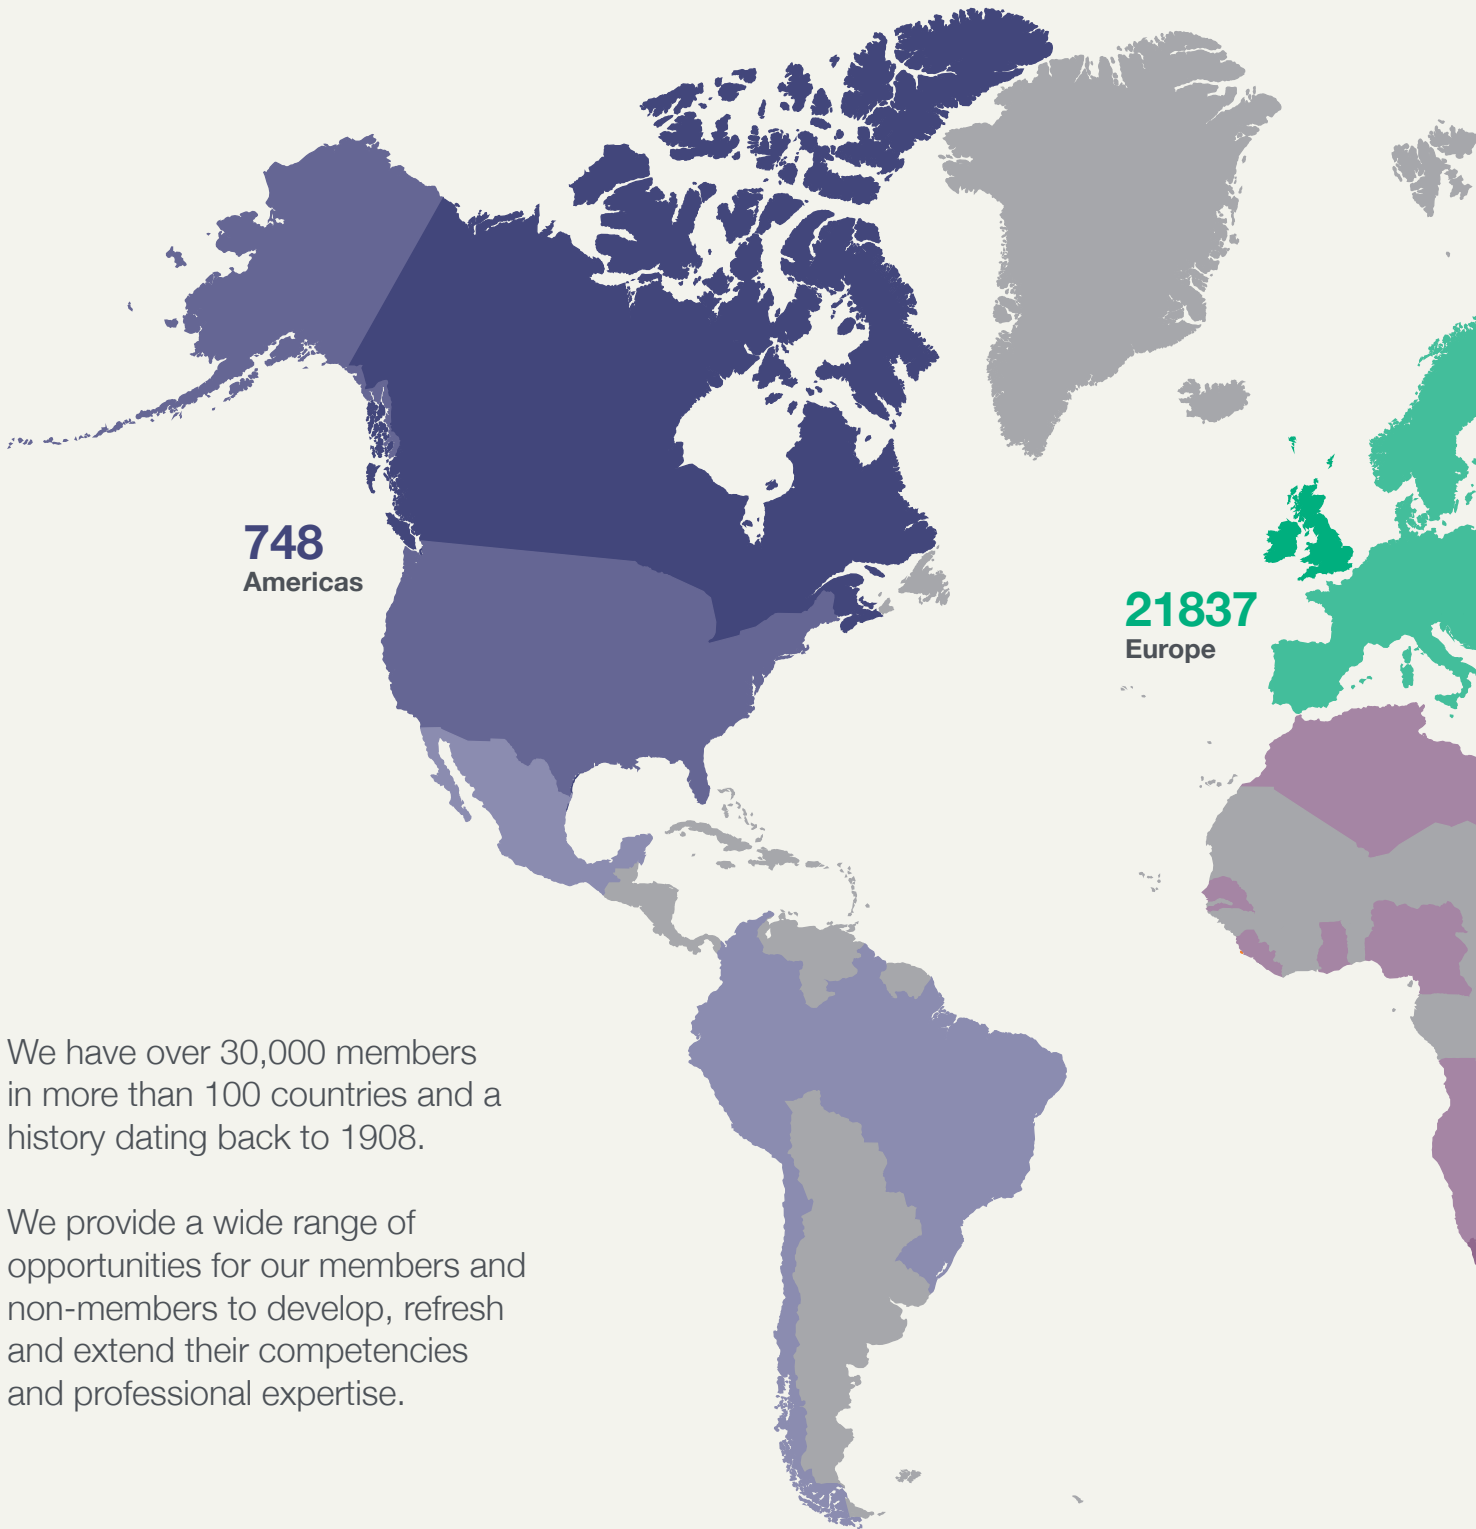 748
Americas
21837
Europe
We have over 30,000 members
in more than 100 countries and a
history dating back to 1908.
We provide a wide range of
opportunities for our members and
non-members to develop, refresh
and extend their competencies
and professional expertise.